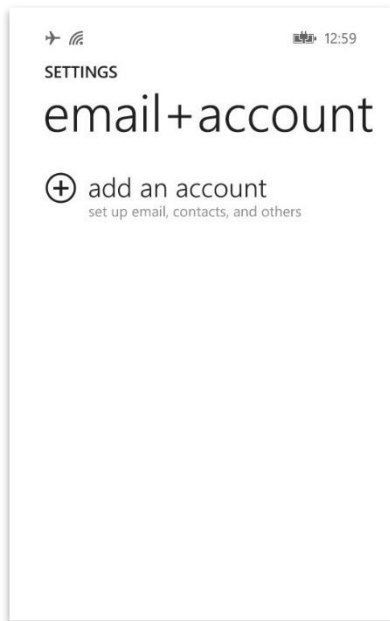 12:59
SETTINGS
email+account
add an account
set up email, contacts, and others